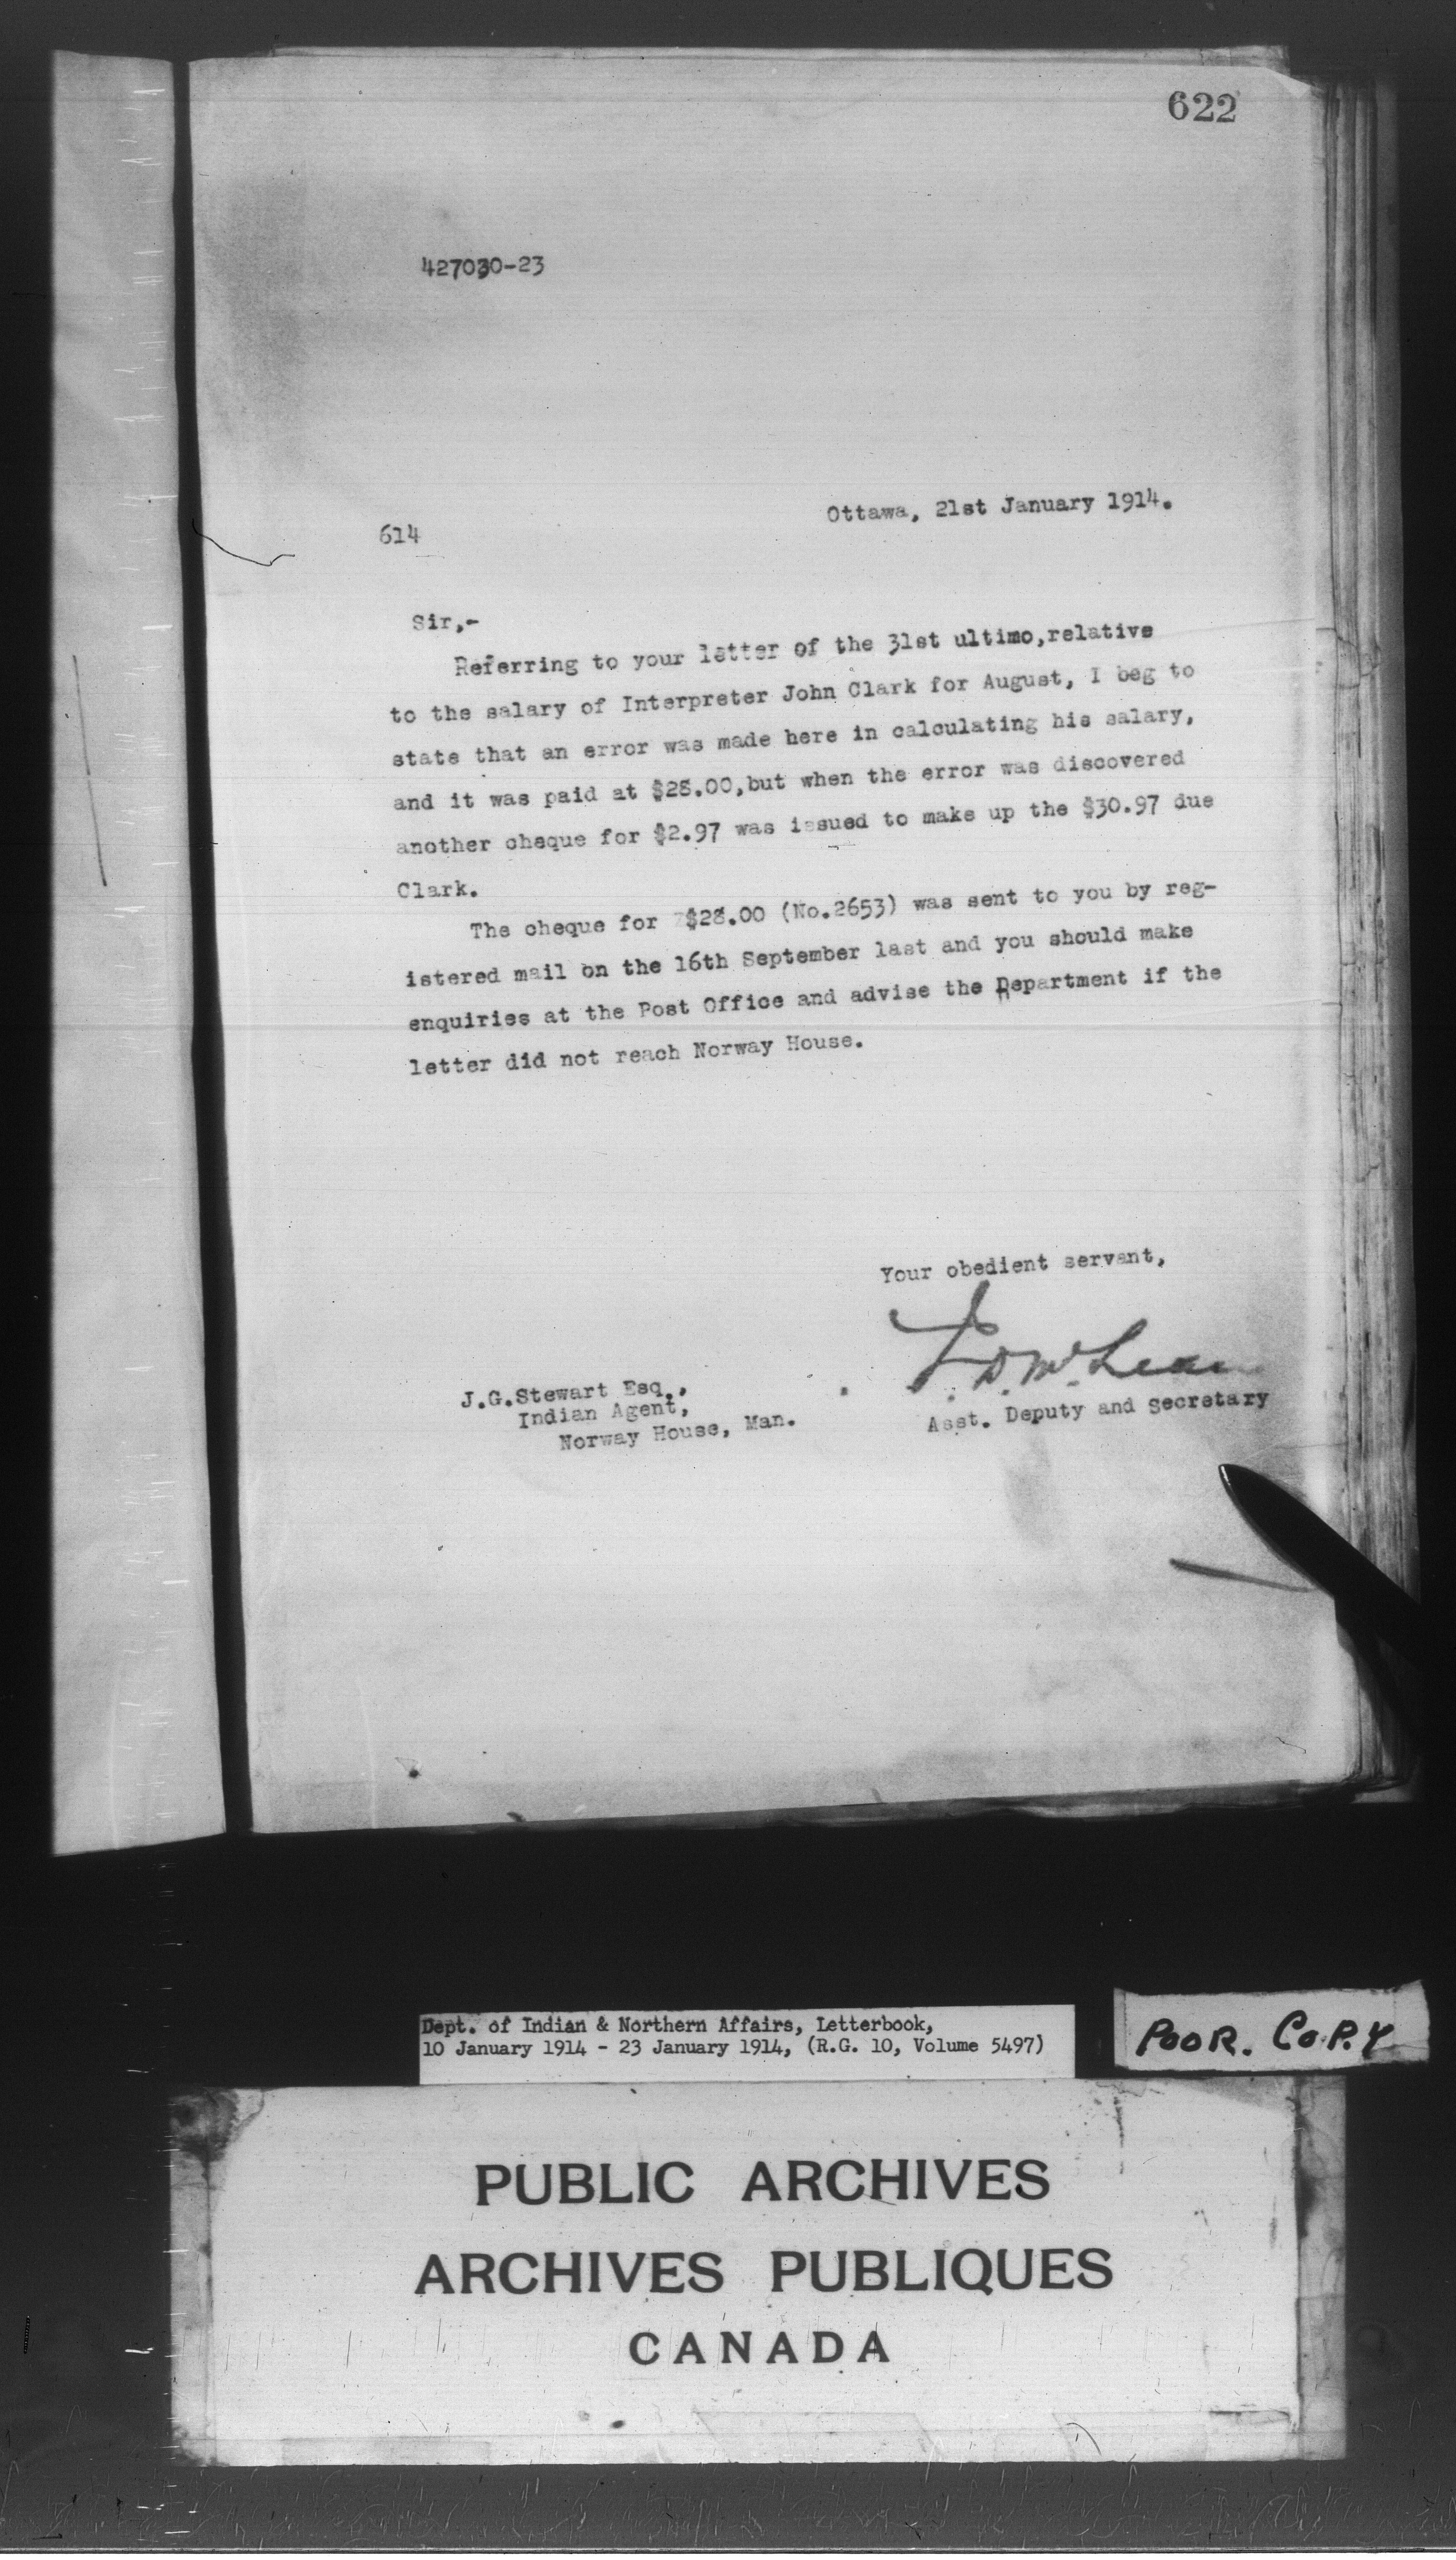 622
427030-23
Ottawa, 21st January 1914.
614
Sir,-
Referring to your letter of the 31st ultimo,relative
to the salary of Interpreter John Clark for August, I beg to
state that an error was made here in calculating his salary,
and it was paid at $28.00,but when the error was discovered
another cheque for $2.97 was issued to make up the $30.97 due
Clark.
The cheque for $28.00 (No.2653) was sent to you by reg-
istered mail on the 16th September last and you should make
enquiries at the Post Office and advise the Department if the
letter did not reach Norway House.
Your obedient servant,
J. D. McLean
Asst. Deputy and Secretary
J.G.Stewart Esq.,
Indian Agent,
Norway House, Man.
Dept. of Indian & Northern Affairs, Letterbook,
10 January 1914 - 23 January 1914, (R.G. 10, Volume 5497)
POOR. COPY
PUBLIC ARCHIVES
ARCHIVES PUBLIQUES
CANADA